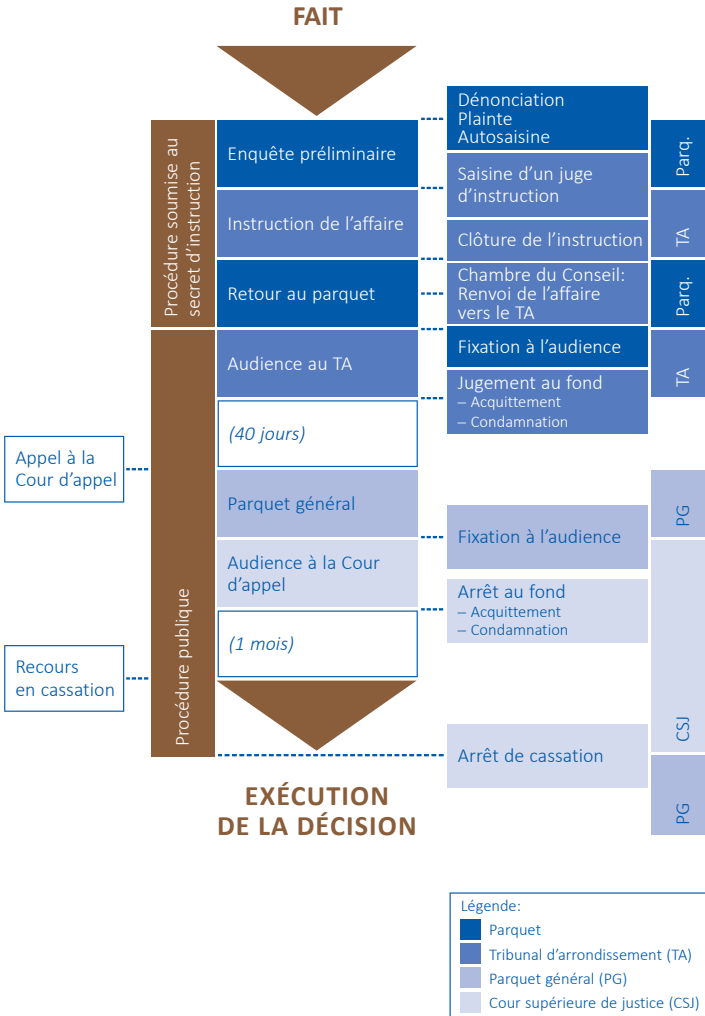 FAIT
Procédure soumise au
secret d'instruction
Enquête préliminaire
Dénonciation
Plainte
Autosaisine
Parq.
Saisine d'un juge
d'instruction
Instruction de l'affaire
TA
Clôture de l'instruction
Retour au parquet
Chambre du Conseil:
Renvoi de l'affaire
vers le TA
Parq.
Procédure publique
Fixation à l'audience
Audience au TA
TA
Jugement au fond
– Acquittement
– Condamnation
(40 jours)
Appel à la
Cour d'appel
Parquet général
PG
Fixation à l'audience
Audience à la Cour
d'appel
Arrêt au fond
– Acquittement
– Condamnation
(1 mois)
Recours
en cassation
CSJ
Arrêt de cassation
EXÉCUTION
DE LA DÉCISION
PG
Légende:
Parquet
Tribunal d'arrondissement (TA)
Parquet général (PG)
Cour supérieure de justice (CSJ)